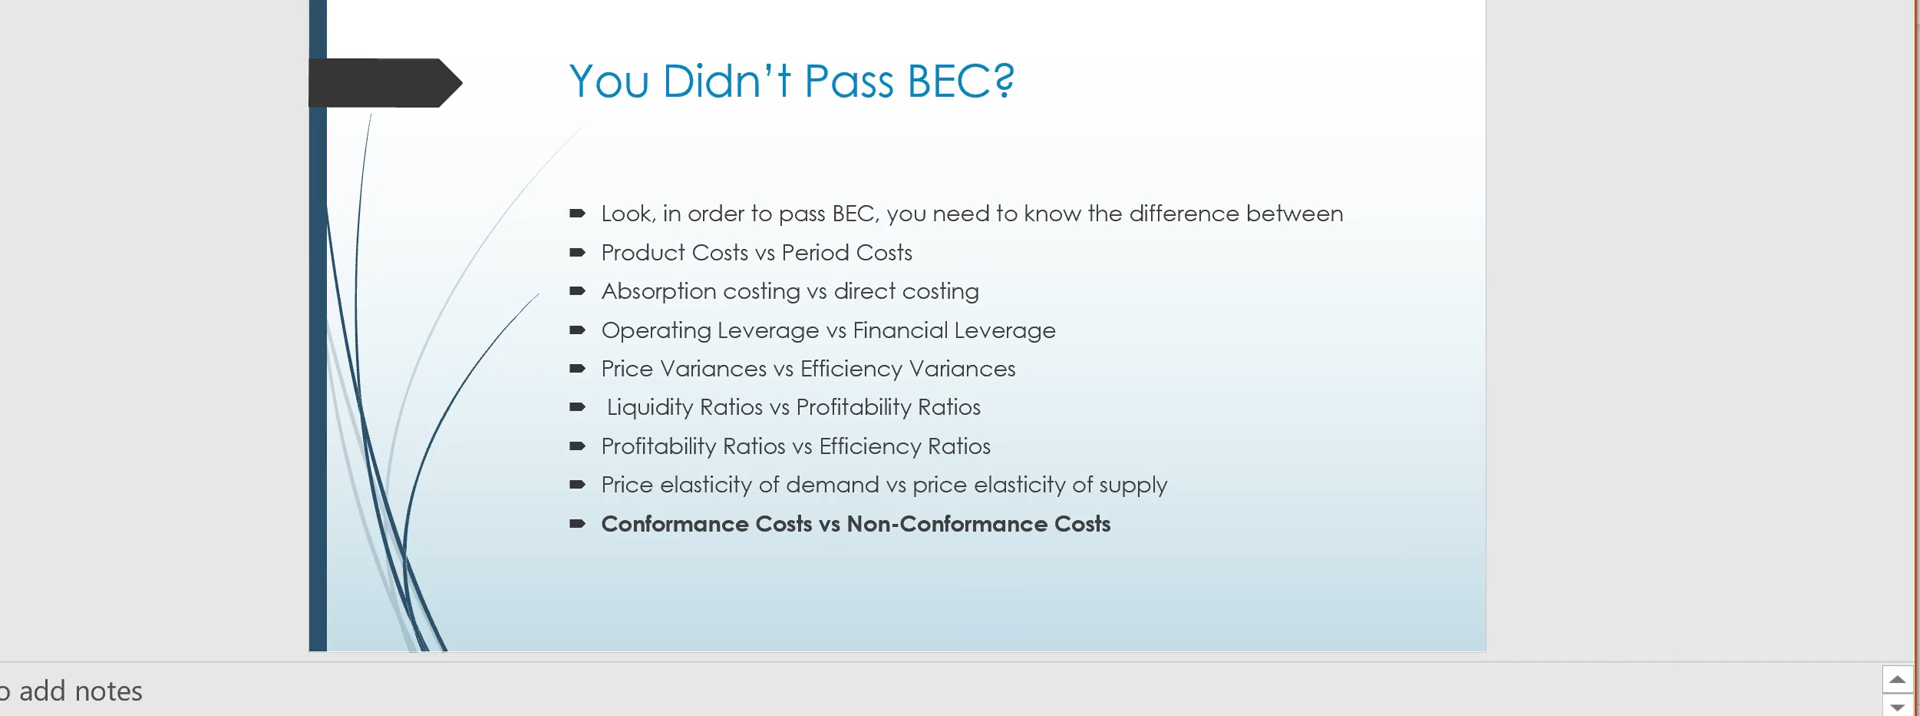 You Didn't Pass BEC?
Look, in order to pass BEC, you need to know the difference between
Product Costs vs Period Costs
Absorption costing vs direct costing
Operating Leverage vs Financial Leverage
Price Variances vs Efficiency Variances
Liquidity Ratios vs Profitability Ratios
Profitability Ratios vs Efficiency Ratios
Price elasticity of demand vs price elasticity of supply
Conformance Costs vs Non-Conformance Costs
o add notes